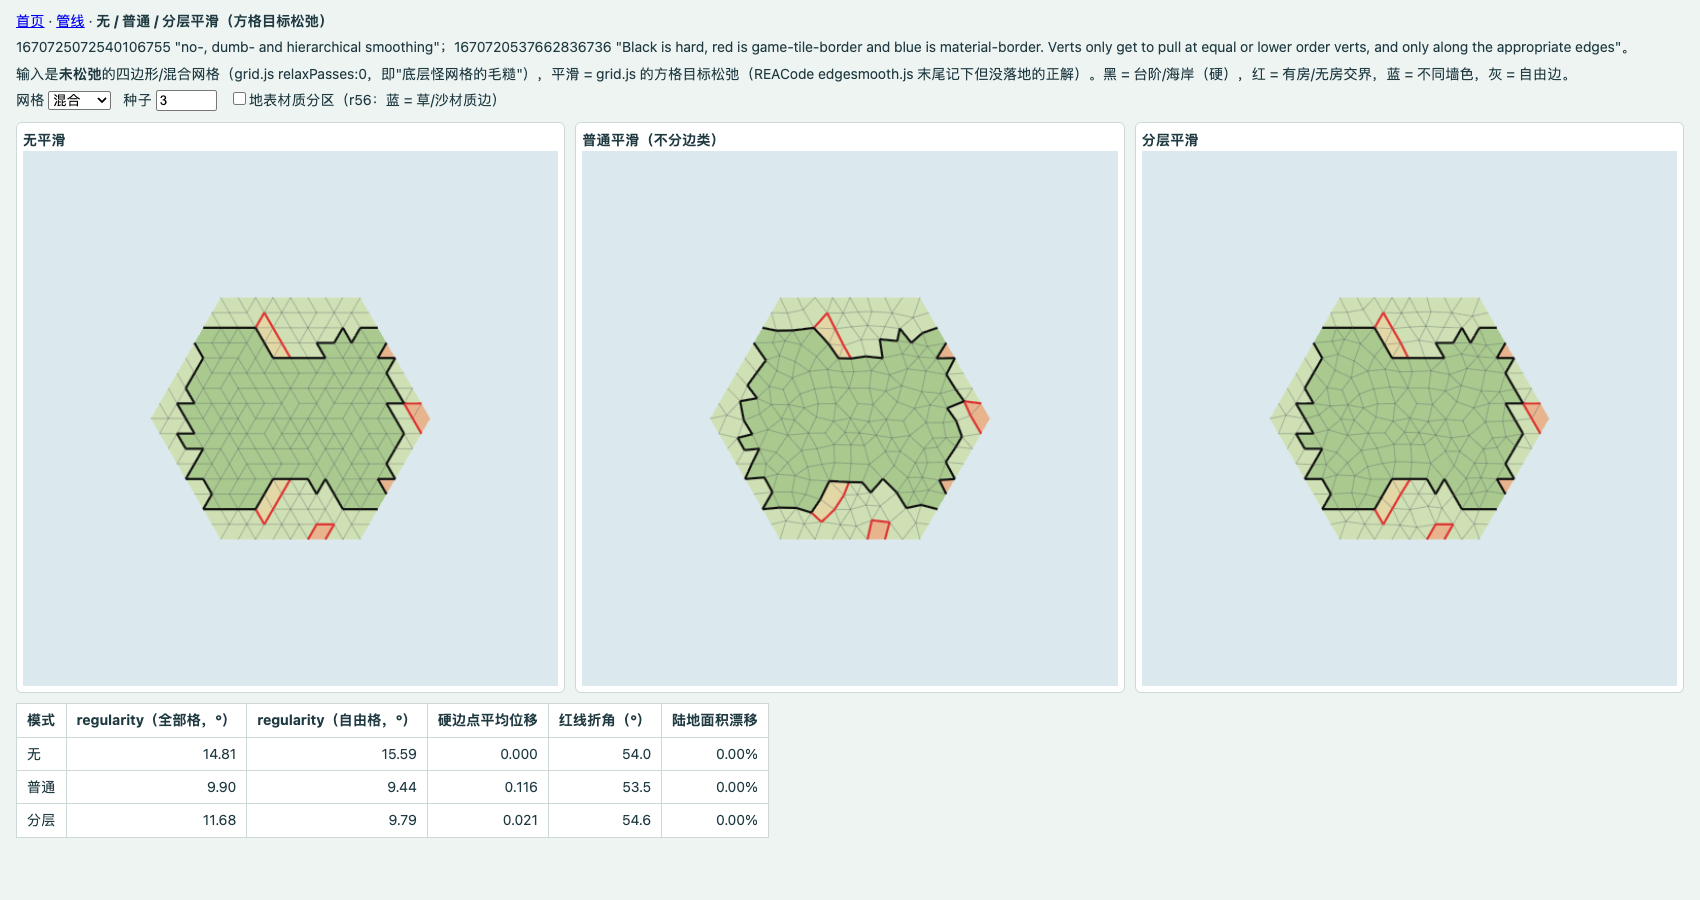 首页 · 管线 · 无 / 普通 / 分层平滑（方格目标松弛）
1670725072540106755 "no-, dumb- and hierarchical smoothing"；1670720537662836736 "Black is hard, red is game-tile-border and blue is material-border. Verts only get to pull at equal or lower order verts, and only along the appropriate edges"。
输入是未松弛的四边形/混合网格（grid.js relaxPasses:0，即"底层怪网格的毛糙"），平滑 = grid.js 的方格目标松弛（REACode edgesmooth.js 末尾记下但没落地的正解）。黑 = 台阶/海岸（硬），红 = 有房/无房交界，蓝 = 不同墙色，灰 = 自由边。
网格 混合 种子 3 地表材质分区（r56：蓝 = 草/沙材质边）
无平滑
普通平滑（不分边类）
分层平滑
模式 regularity（全部格，°） regularity（自由格，°） 硬边点平均位移 红线折角（°） 陆地面积漂移
无 14.81 15.59 0.000 54.0 0.00%
普通 9.90 9.44 0.116 53.5 0.00%
分层 11.68 9.79 0.021 54.6 0.00%